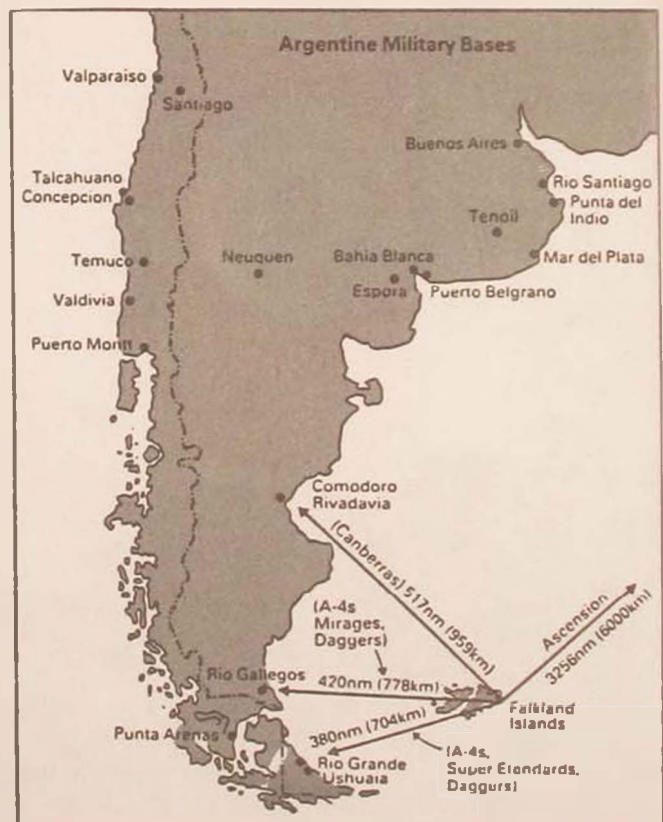 Argentine Military Bases
Valparaiso
Santiago
Buenos Aires
Talcahuano
Concepcion
Rio Santiago
Punta del
Indio
Tenoil
Temuco
Neuquen
Bahia Blanca
Mar del Plata
Espora
Puerto Belgrano
Valdivia
Puerto Montt
Comodoro
Rivadavia
(Canberras) 517nm (959km)
(A-4s
Mirages,
Daggers)
Ascension
3256nm (6000km)
Rio Gallegos
420nm (778km)
Falkland
Islands
380nm (704km)
Punta Arenas
Rio Grande
Ushuaia
(A-4s,
Super Etendards,
Daggers)